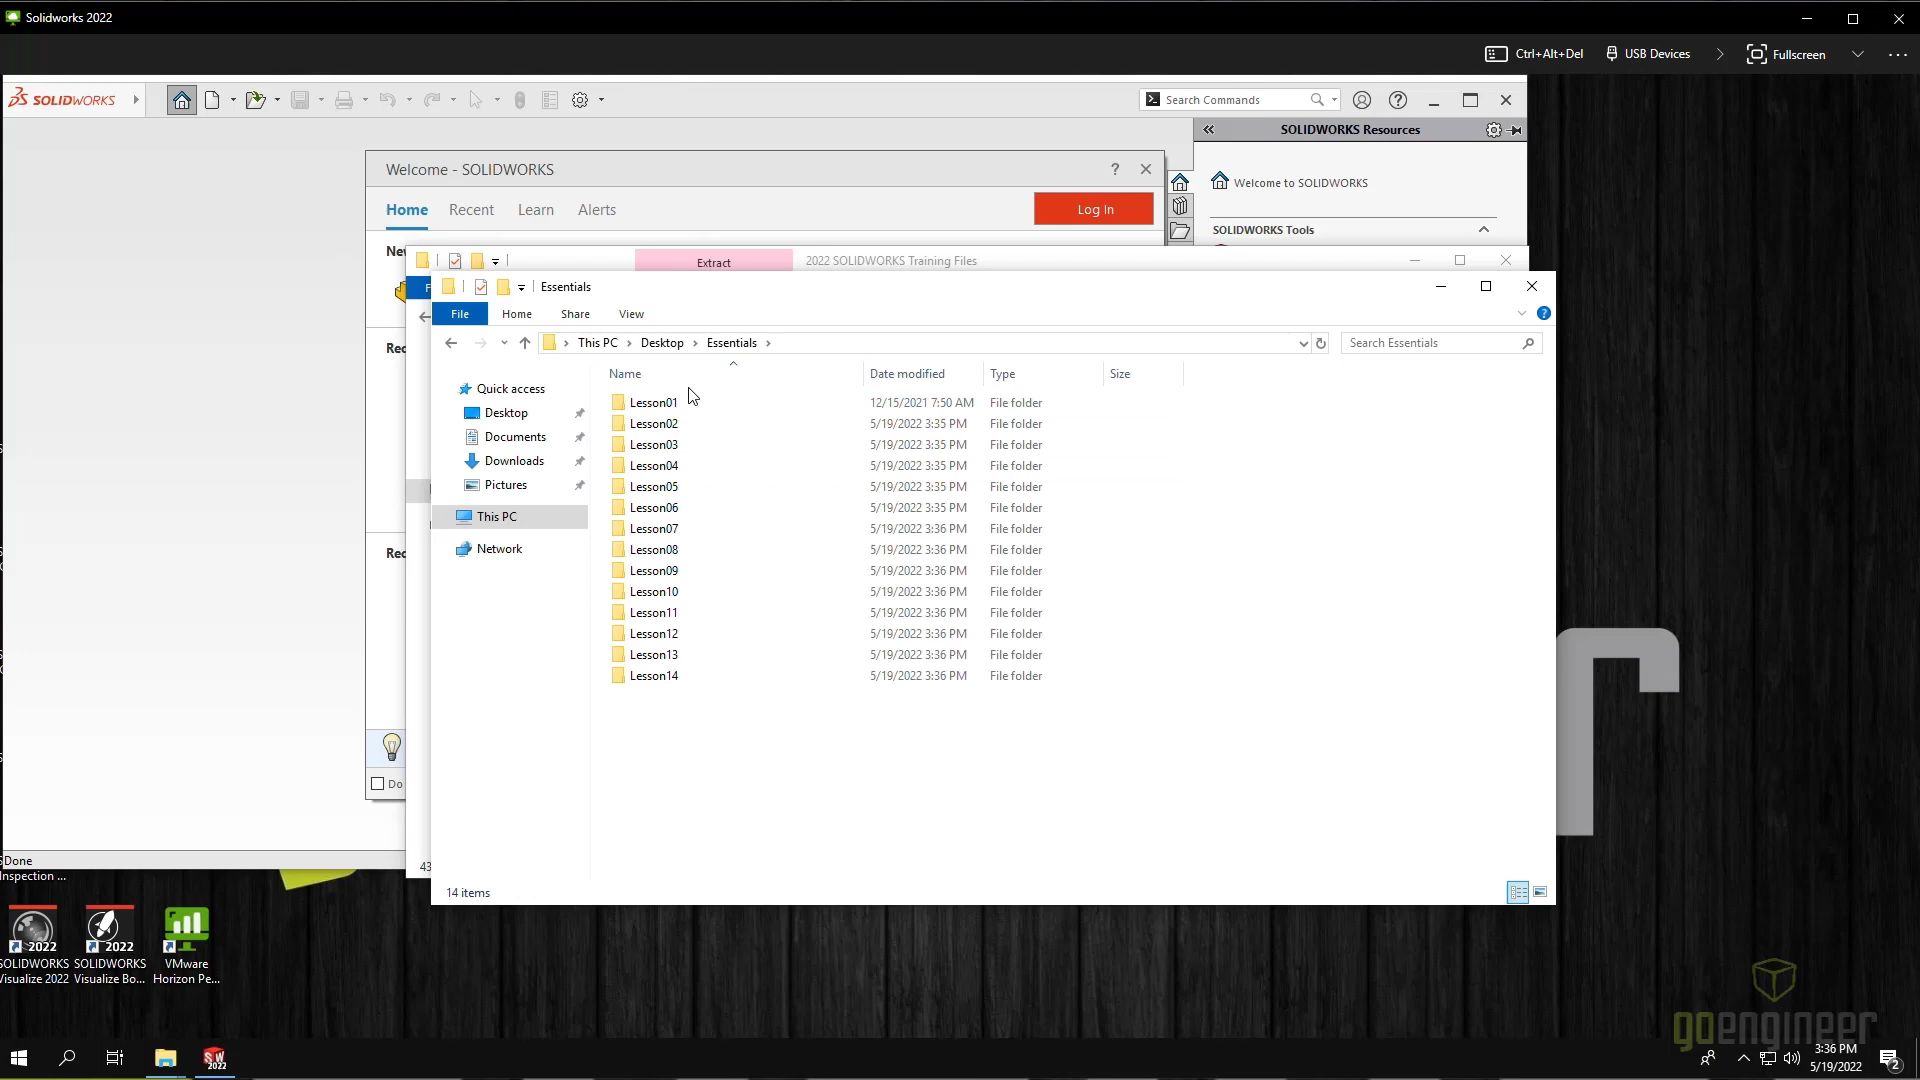 Solidworks 2022
Ctrl+Alt+Del
USB Devices
Fullscreen
SOLIDWORKS
Search Commands
SOLIDWORKS Resources
Welcome - SOLIDWORKS
Welcome to SOLIDWORKS
Home
Recent
Learn
Alerts
Log In
SOLIDWORKS Tools
Extract
2022 SOLIDWORKS Training Files
Essentials
File
Home
Share
View
This PC
Desktop
Essentials
Search Essentials
Name
Date modified
Type
Size
Quick access
Desktop
Documents
Downloads
Pictures
This PC
Network
Lesson01 12/15/2021 7:50 AM File folder
Lesson02 5/19/2022 3:35 PM File folder
Lesson03 5/19/2022 3:35 PM File folder
Lesson04 5/19/2022 3:35 PM File folder
Lesson05 5/19/2022 3:35 PM File folder
Lesson06 5/19/2022 3:35 PM File folder
Lesson07 5/19/2022 3:36 PM File folder
Lesson08 5/19/2022 3:36 PM File folder
Lesson09 5/19/2022 3:36 PM File folder
Lesson10 5/19/2022 3:36 PM File folder
Lesson11 5/19/2022 3:36 PM File folder
Lesson12 5/19/2022 3:36 PM File folder
Lesson13 5/19/2022 3:36 PM File folder
Lesson14 5/19/2022 3:36 PM File folder
14 items
Do
43
Done
Inspection ...
2022
SOLIDWORKS
Visualize 2022
2022
SOLIDWORKS
Visualize Bo...
VMware
Horizon Pe...
goengineer
SW
2022
3:36 PM
5/19/2022
2